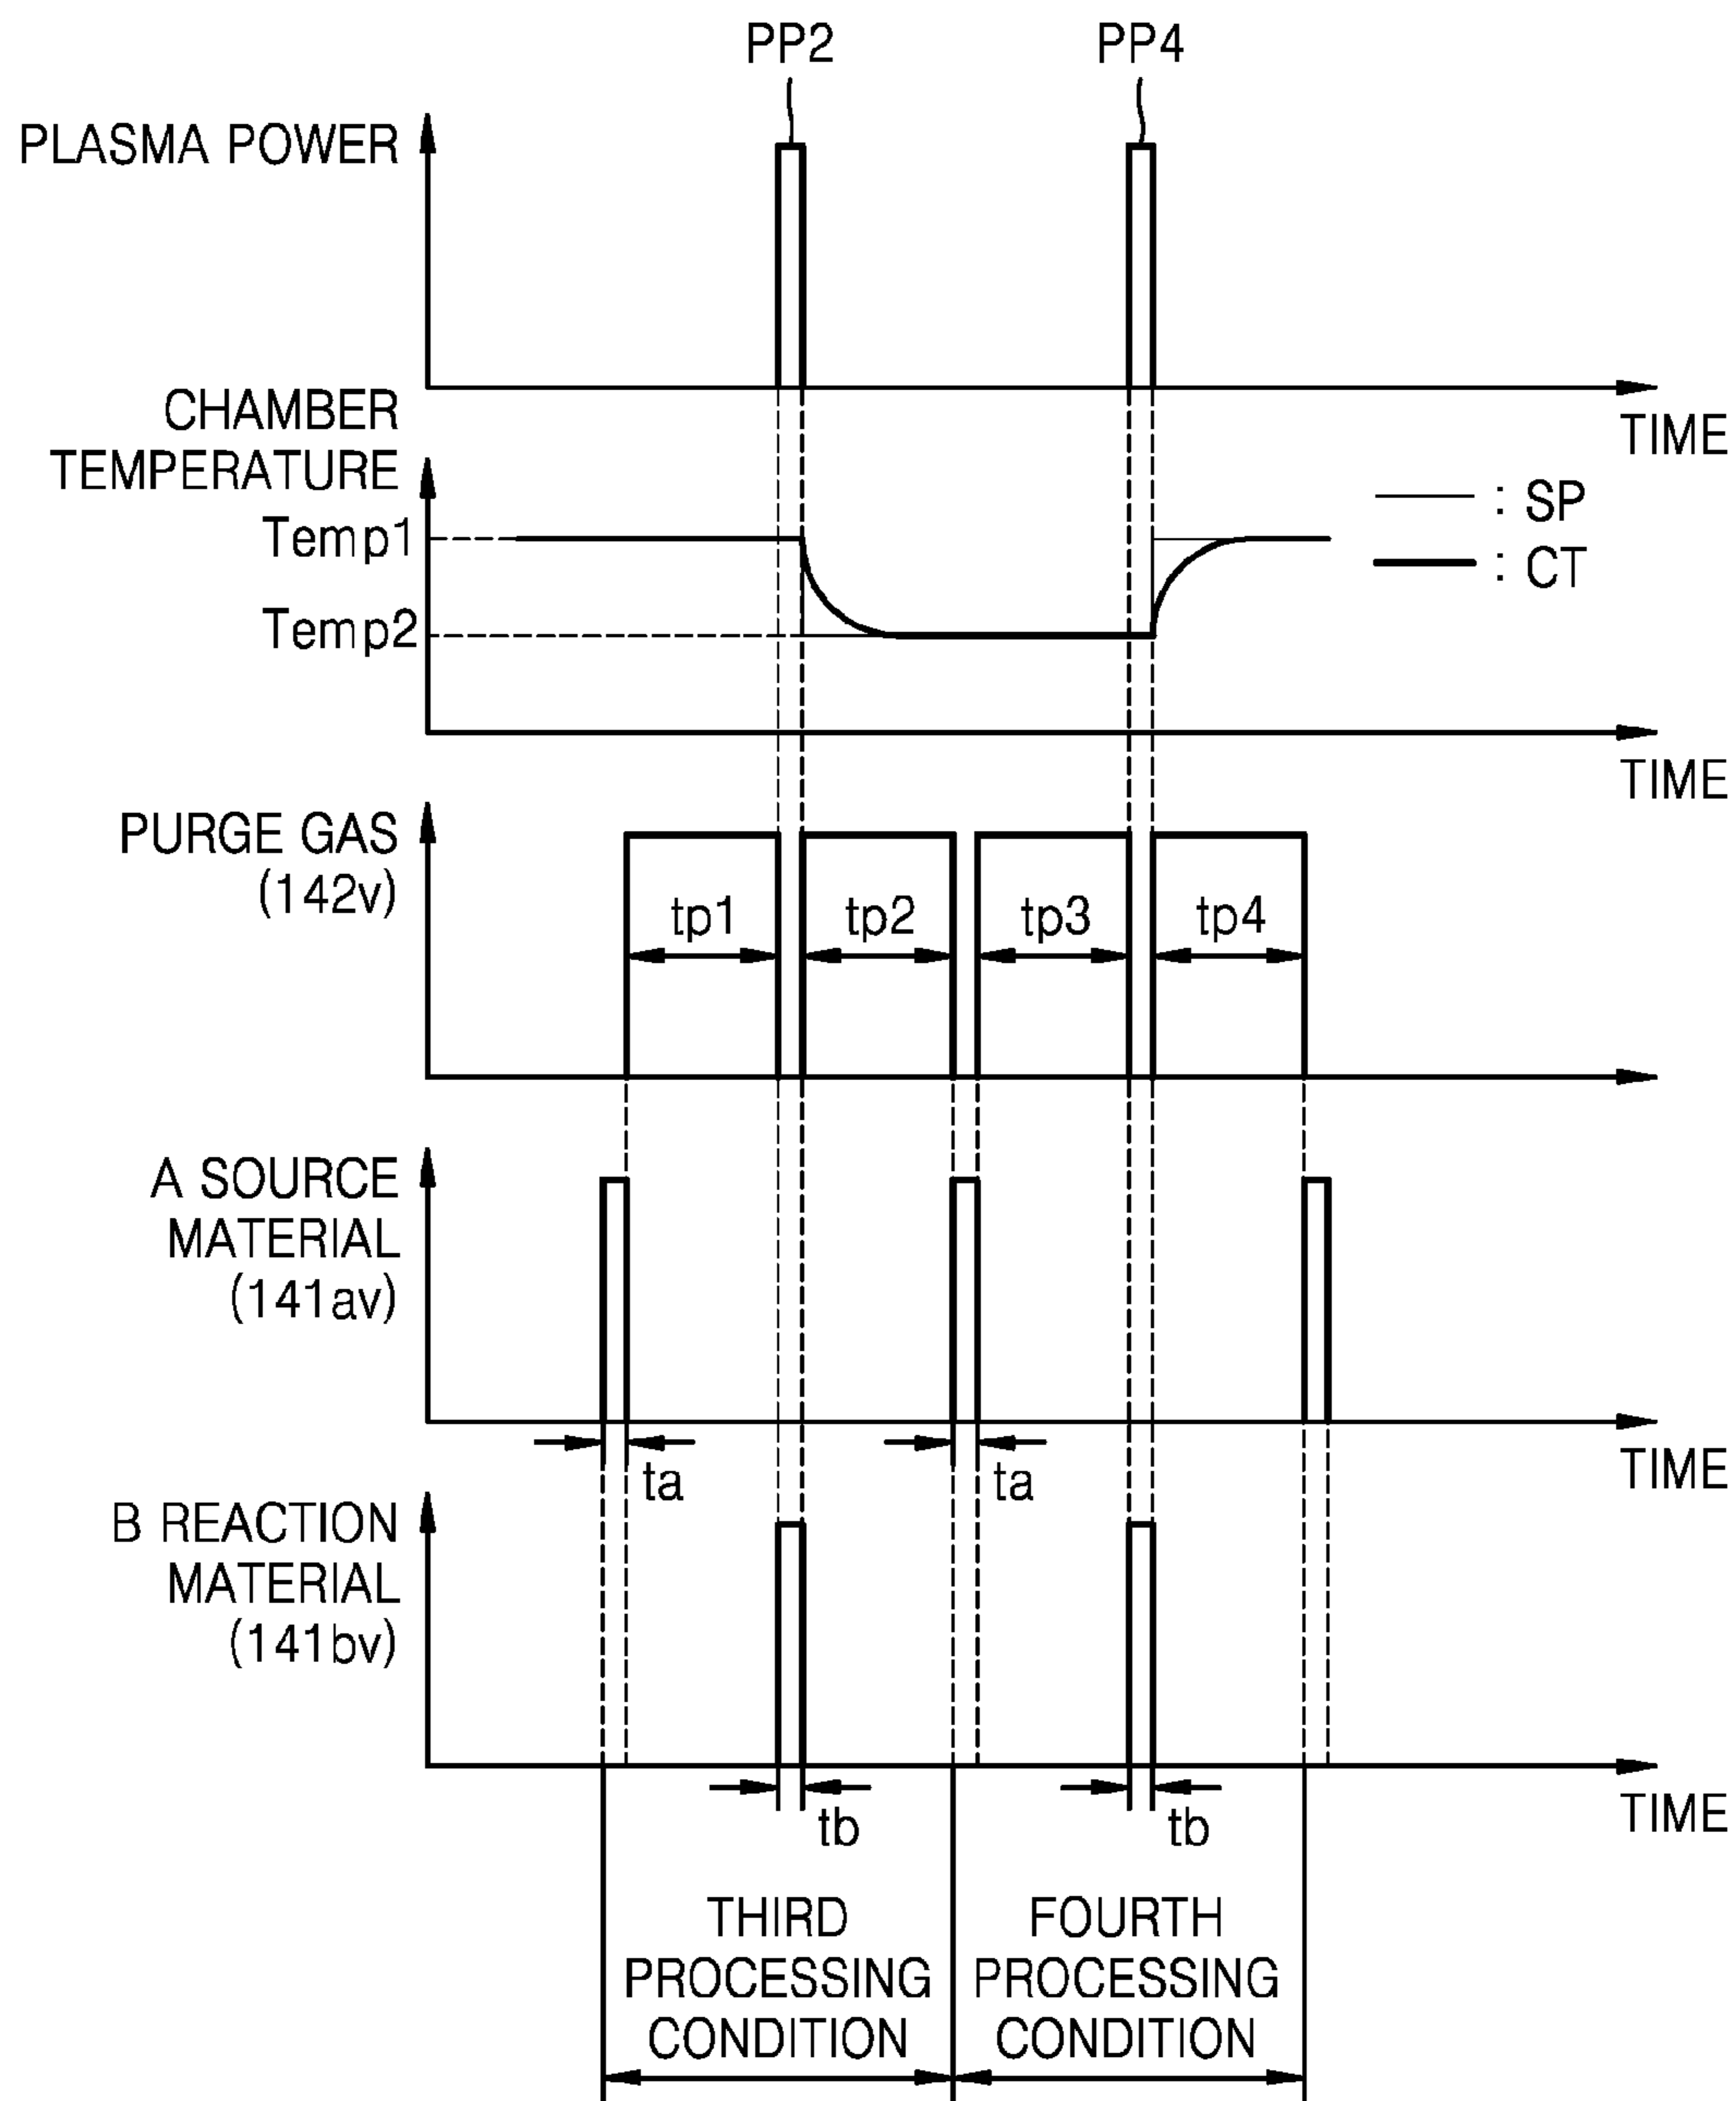 PP2
PP4
PLASMA POWER
TIME
CHAMBER
TEMPERATURE
Temp1
Temp2
: SP
: CT
TIME
PURGE GAS
(142v)
tp1
tp2
tp3
tp4
A SOURCE
MATERIAL
(141av)
ta
ta
TIME
B REACTION
MATERIAL
(141bv)
tb
tb
TIME
THIRD
PROCESSING
CONDITION
FOURTH
PROCESSING
CONDITION